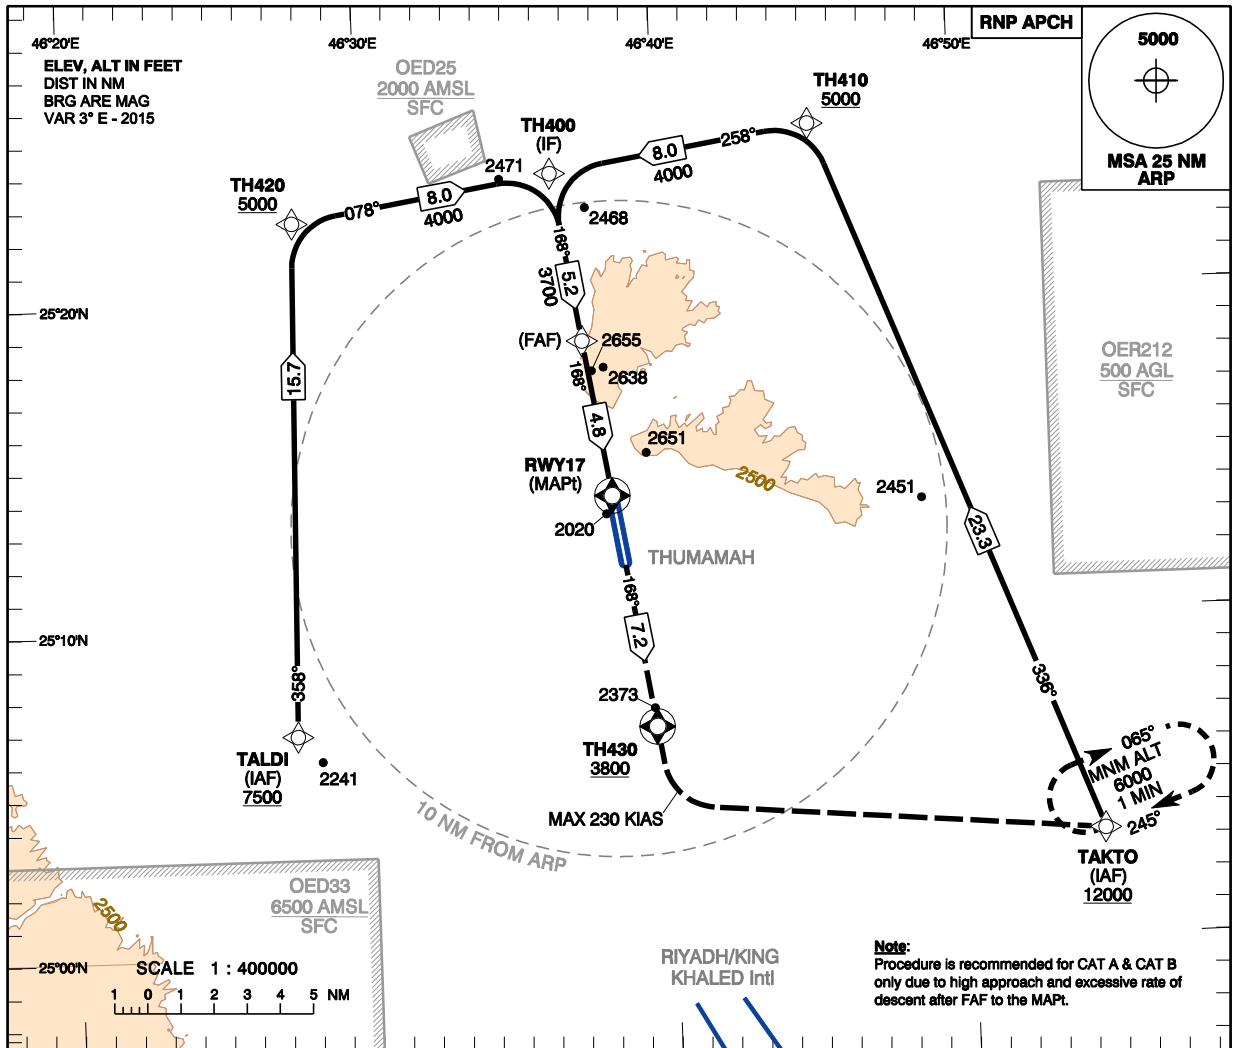 RNP APCH
46°20'E
46°30'E
46°40'E
46°50'E
5000
MSA 25 NM
ARP
ELEV, ALT IN FEET
DIST IN NM
BRG ARE MAG
VAR 3° E - 2015
OED25
2000 AMSL
SFC
TH410
5000
TH400
(IF)
258°
8.0
4000
2471
TH420
5000
078°
8.0
4000
2468
168°
5.2
3700
25°20'N
(FAF)
2655
2638
168°
OER212
500 AGL
SFC
15.7
4.8
2651
2500
2451
RWY17
(MAPt)
2020
23.3
THUMAMAH
168°
7.2
25°10'N
358°
336°
2373
TH430
3800
TALDI
(IAF)
7500
2241
065°
MNM ALT
6000
1 MIN
245°
MAX 230 KIAS
10 NM FROM ARP
TAKTO
(IAF)
12000
OED33
6500 AMSL
SFC
2500
25°00'N
SCALE 1 : 400000
1 0 1 2 3 4 5 NM
RIYADH/KING
KHALED Intl
Note:
Procedure is recommended for CAT A & CAT B
only due to high approach and excessive rate of
descent after FAF to the MAPt.